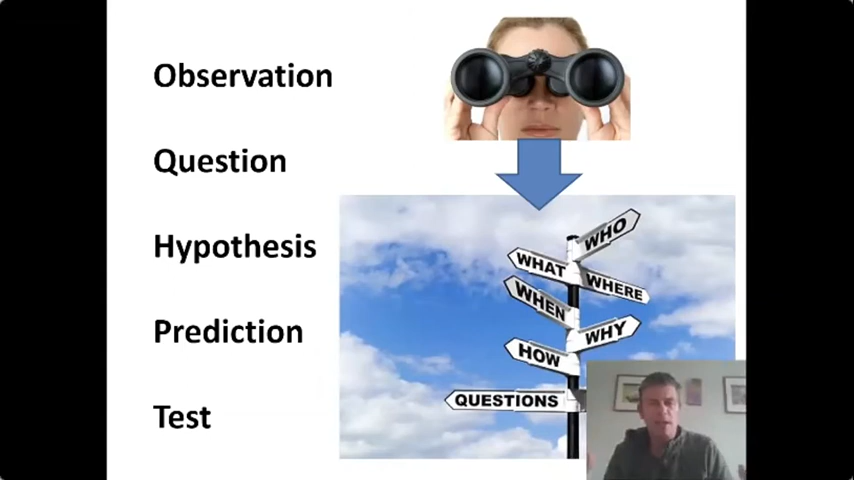 Observation
Question
Hypothesis
Prediction
Test
WHO
WHAT
WHERE
WHEN
WHY
HOW
QUESTIONS